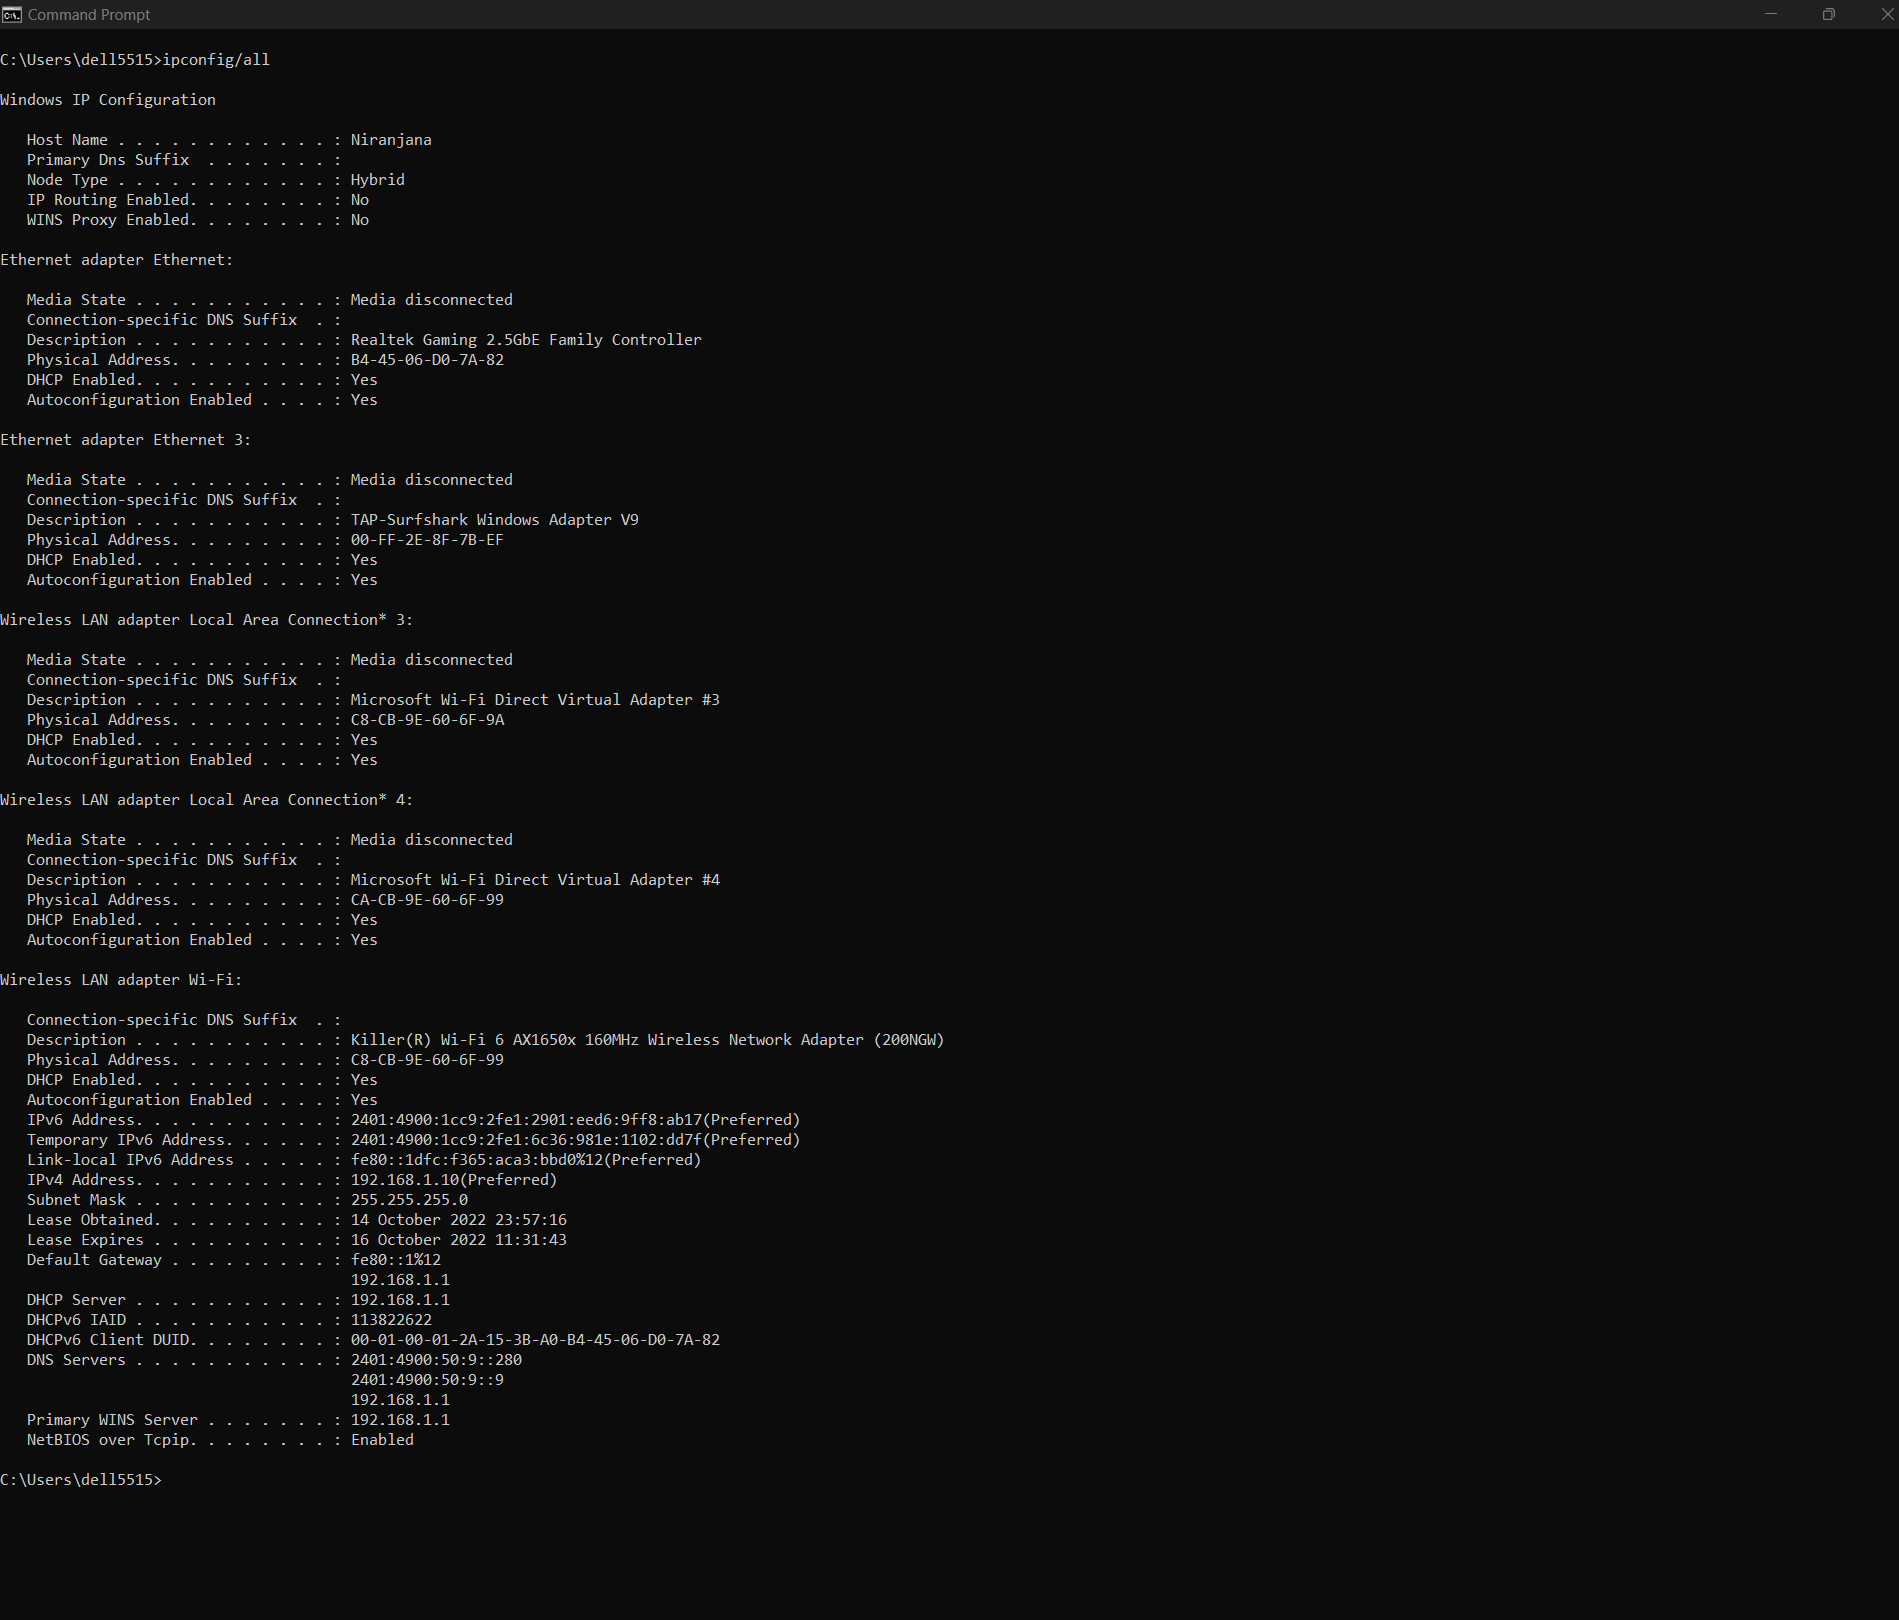 Command Prompt
C:\Users\dell5515>ipconfig/all
Windows IP Configuration
   Host Name . . . . . . . . . . . . : Niranjana
   Primary Dns Suffix  . . . . . . . :
   Node Type . . . . . . . . . . . . : Hybrid
   IP Routing Enabled. . . . . . . . : No
   WINS Proxy Enabled. . . . . . . . : No
Ethernet adapter Ethernet:
   Media State . . . . . . . . . . . : Media disconnected
   Connection-specific DNS Suffix  . :
   Description . . . . . . . . . . . : Realtek Gaming 2.5GbE Family Controller
   Physical Address. . . . . . . . . : B4-45-06-D0-7A-82
   DHCP Enabled. . . . . . . . . . . : Yes
   Autoconfiguration Enabled . . . . : Yes
Ethernet adapter Ethernet 3:
   Media State . . . . . . . . . . . : Media disconnected
   Connection-specific DNS Suffix  . :
   Description . . . . . . . . . . . : TAP-Surfshark Windows Adapter V9
   Physical Address. . . . . . . . . : 00-FF-2E-8F-7B-EF
   DHCP Enabled. . . . . . . . . . . : Yes
   Autoconfiguration Enabled . . . . : Yes
Wireless LAN adapter Local Area Connection* 3:
   Media State . . . . . . . . . . . : Media disconnected
   Connection-specific DNS Suffix  . :
   Description . . . . . . . . . . . : Microsoft Wi-Fi Direct Virtual Adapter #3
   Physical Address. . . . . . . . . : C8-CB-9E-60-6F-9A
   DHCP Enabled. . . . . . . . . . . : Yes
   Autoconfiguration Enabled . . . . : Yes
Wireless LAN adapter Local Area Connection* 4:
   Media State . . . . . . . . . . . : Media disconnected
   Connection-specific DNS Suffix  . :
   Description . . . . . . . . . . . : Microsoft Wi-Fi Direct Virtual Adapter #4
   Physical Address. . . . . . . . . : CA-CB-9E-60-6F-99
   DHCP Enabled. . . . . . . . . . . : Yes
   Autoconfiguration Enabled . . . . : Yes
Wireless LAN adapter Wi-Fi:
   Connection-specific DNS Suffix  . :
   Description . . . . . . . . . . . : Killer(R) Wi-Fi 6 AX1650x 160MHz Wireless Network Adapter (200NGW)
   Physical Address. . . . . . . . . : C8-CB-9E-60-6F-99
   DHCP Enabled. . . . . . . . . . . : Yes
   Autoconfiguration Enabled . . . . : Yes
   IPv6 Address. . . . . . . . . . . : 2401:4900:1cc9:2fe1:2901:eed6:9ff8:ab17(Preferred)
   Temporary IPv6 Address. . . . . . : 2401:4900:1cc9:2fe1:6c36:981e:1102:dd7f(Preferred)
   Link-local IPv6 Address . . . . . : fe80::1dfc:f365:aca3:bbd0%12(Preferred)
   IPv4 Address. . . . . . . . . . . : 192.168.1.10(Preferred)
   Subnet Mask . . . . . . . . . . . : 255.255.255.0
   Lease Obtained. . . . . . . . . . : 14 October 2022 23:57:16
   Lease Expires . . . . . . . . . . : 16 October 2022 11:31:43
   Default Gateway . . . . . . . . . : fe80::1%12
                                       192.168.1.1
   DHCP Server . . . . . . . . . . . : 192.168.1.1
   DHCPv6 IAID . . . . . . . . . . . : 113822622
   DHCPv6 Client DUID. . . . . . . . : 00-01-00-01-2A-15-3B-A0-B4-45-06-D0-7A-82
   DNS Servers . . . . . . . . . . . : 2401:4900:50:9::280
                                       2401:4900:50:9::9
                                       192.168.1.1
   Primary WINS Server . . . . . . . : 192.168.1.1
   NetBIOS over Tcpip. . . . . . . . : Enabled
C:\Users\dell5515>